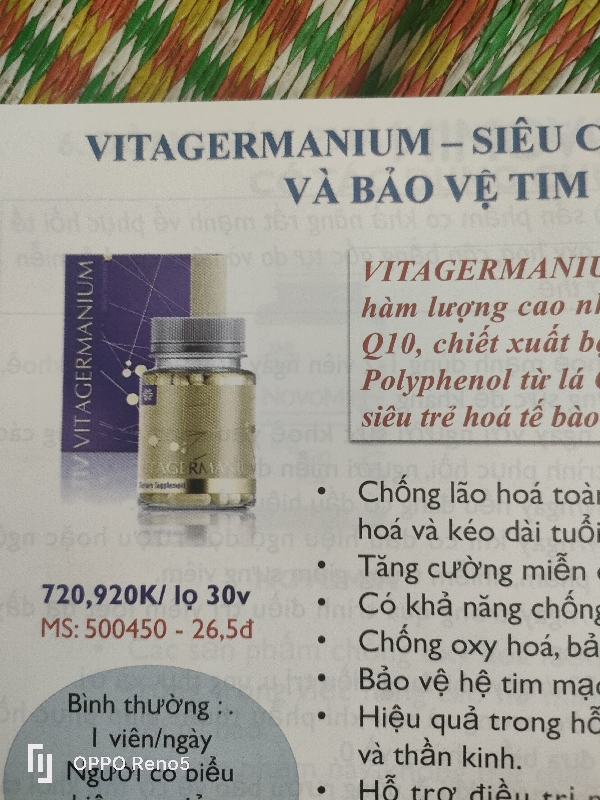 VITAGERMANIUM – SIÊU C
VÀ BẢO VỆ TIM
VITAGERMANIUM
VITAGERMANIU
hàm lượng cao nh
Q10, chiết xuất b
Polyphenol từ lá
siêu trẻ hoá tế bào
Dietary Supplement
• Chống lão hoá toàn
hoá và kéo dài tuổi
• Tăng cường miễn
• Có khả năng chống
• Chống oxy hoá, bả
• Bảo vệ hệ tim mạc
• Hiệu quả trong hỗ
và thần kinh.
• Hỗ trợ điều trị
720,920K/ lọ 30v
MS: 500450 - 26,5đ
Bình thường :.
1 viên/ngày
Người có biểu
OPPO Reno5